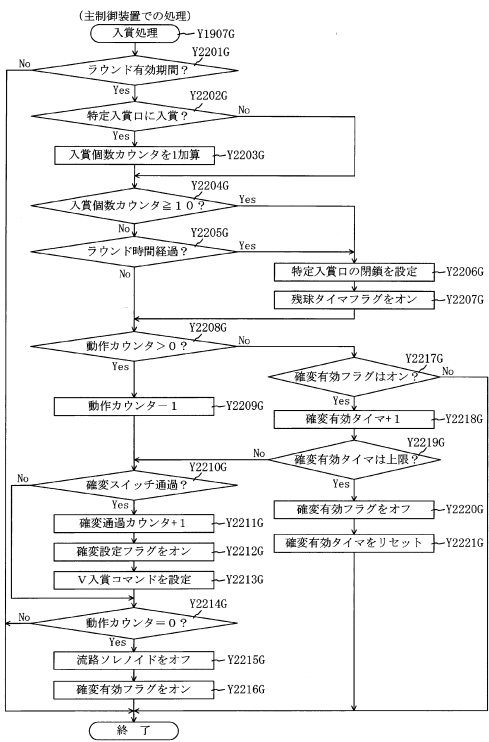 (主制御装置での処理)
入賞処理 Y1907G
Y2201G
No ラウンド有効期間?
Yes
Y2202G
特定入賞口に入賞? No
Yes
入賞個数カウンタを1加算 Y2203G
Y2204G
入賞個数カウンタ≧10? Yes
No
Y2205G
ラウンド時間経過? Yes
No
特定入賞口の閉鎖を設定 Y2206G
残球タイマフラグをオン Y2207G
Y2208G
動作カウンタ>0? No
Yes
Y2217G
確変有効フラグはオン? No
Yes
動作カウンタ-1 Y2209G
確変有効タイマ+1 Y2218G
Y2219G
No 確変有効タイマは上限?
Yes
Y2210G
No 確変スイッチ通過?
Yes
確変有効フラグをオフ Y2220G
確変通過カウンタ+1 Y2211G
確変有効タイマをリセット Y2221G
確変設定フラグをオン Y2212G
V入賞コマンドを設定 Y2213G
Y2214G
No 動作カウンタ=0?
Yes
流路ソレノイドをオフ Y2215G
確変有効フラグをオン Y2216G
終 了